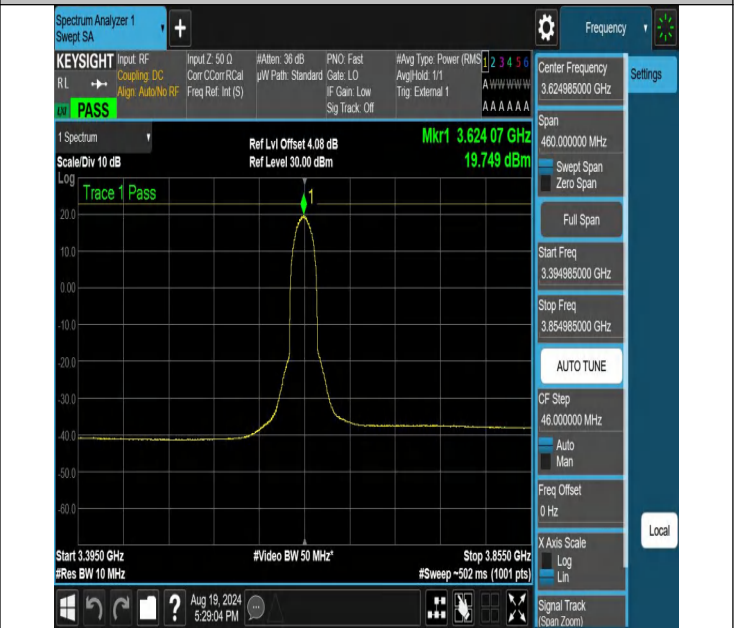 Spectrum Analyzer 1
Swept SA
+
Frequency
KEYSIGHT
RL
LXI
PASS
Input: RF
Coupling: DC
Align: Auto/No RF
Input Z: 50 Ω
Corr CCorr RCal
Freq Ref: Int (S)
#Atten: 36 dB
µW Path: Standard
PNO: Fast
Gate: LO
IF Gain: Low
Sig Track: Off
#Avg Type: Power (RMS
Avg|Hold: 1/1
Trig: External 1
1 2 3 4 5 6
A W W W W W
A A A A A A
1 Spectrum
Scale/Div 10 dB
Ref Lvl Offset 4.08 dB
Ref Level 30.00 dBm
Mkr1 3.624 07 GHz
19.749 dBm
Log
Trace 1 Pass
1
20.0
10.0
0.00
-10.0
-20.0
-30.0
-40.0
-50.0
-60.0
Start 3.3950 GHz
#Res BW 10 MHz
#Video BW 50 MHz*
Stop 3.8550 GHz
#Sweep ~502 ms (1001 pts)
Center Frequency
3.624985000 GHz
Settings
Span
460.000000 MHz
Swept Span
Zero Span
Full Span
Start Freq
3.394985000 GHz
Stop Freq
3.854985000 GHz
AUTO TUNE
CF Step
46.000000 MHz
Auto
Man
Freq Offset
0 Hz
X Axis Scale
Log
Lin
Local
Signal Track
(Span Zoom)
?
Aug 19, 2024
5:29:04 PM